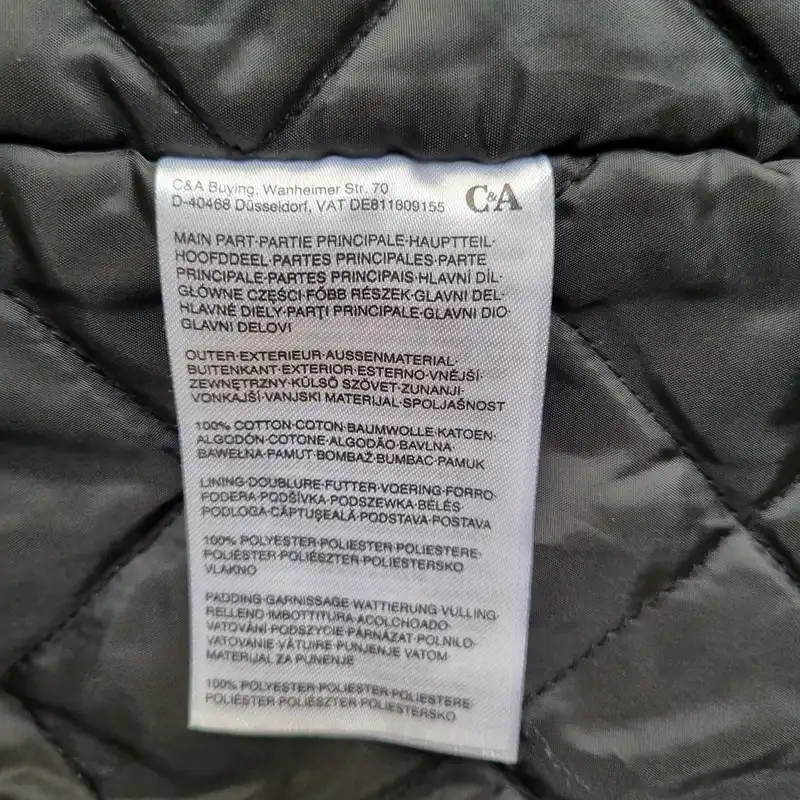 C&A Buying, Wanheimer Str. 70
D-40468 Düsseldorf, VAT DE811809155
C&A
MAIN PART·PARTIE PRINCIPALE·HAUPTTEIL·
HOOFDDEEL·PARTES PRINCIPALES·PARTE
PRINCIPALE·PARTES PRINCIPAIS·HLAVNÍ DÍL·
GŁÓWNE CZĘŚCI·FŐBB RÉSZEK·GLAVNI DEL·
HLAVNÉ DIELY·PARŢI PRINCIPALE·GLAVNI DIO·
GLAVNI DELOVI
OUTER·EXTERIEUR·AUSSENMATERIAL·
BUITENKANT·EXTERIOR·ESTERNO·VNĚJŠÍ·
ZEWNĘTRZNY·KÜLSŐ SZÖVET·ZUNANJI·
VONKAJŠÍ·VANJSKI MATERIJAL·SPOLJAŠNOST
100% COTTON·COTON·BAUMWOLLE·KATOEN·
ALGODÓN·COTONE·ALGODÃO·BAVLNA·
BAWEŁNA·PAMUT·BOMBAŽ·BUMBAC·PAMUK
LINING·DOUBLURE·FUTTER·VOERING·FORRO·
FODERA·PODŠÍVKA·PODSZEWKA·BÉLÉS·
PODLOGA·CĂPTUŞEALĂ·PODSTAVA·POSTAVA
100% POLYESTER·POLIESTER·POLIESTERE·
POLIÉSTER·POLIÉSZTER·POLIESTERSKO
VLAKNO
PADDING·GARNISSAGE·WATTIERUNG·VULLING·
RELLENO·IMBOTTITURA·ACOLCHOADO·
VATOVÁNÍ·PODSZYCIE·PÁRNÁZAT·POLNILO·
VATOVANIE·VĂTUIRE·PUNJENJE VATOM·
MATERIJAL ZA PUNENJE
100% POLYESTER·POLIESTER·POLIESTERE·
POLIÉSTER·POLIÉSZTER·POLIESTERSKO